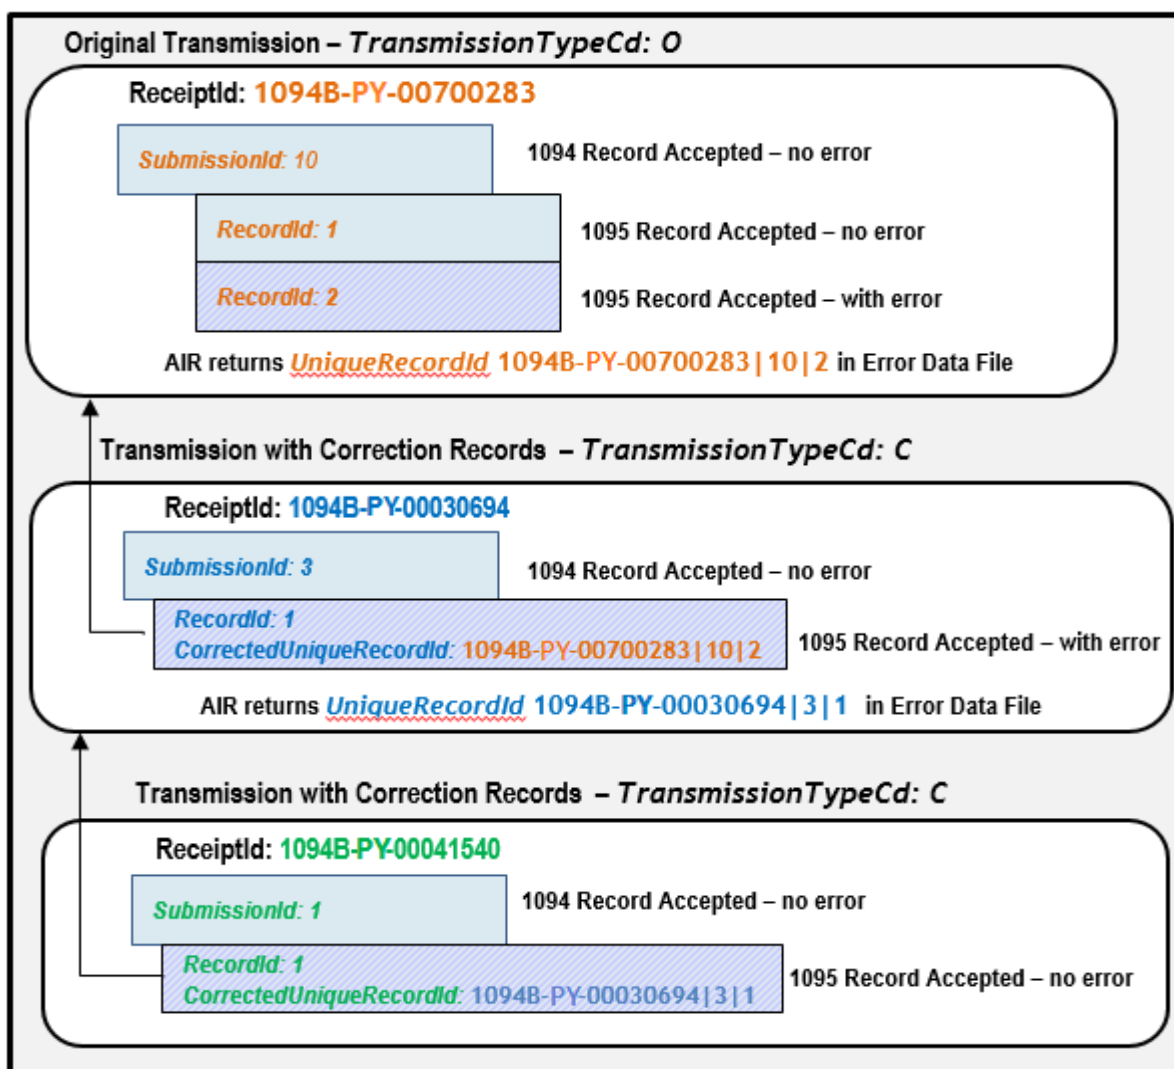 Original Transmission – TransmissionTypeCd: O
ReceiptId: 1094B-PY-00700283
SubmissionId: 10
1094 Record Accepted – no error
RecordId: 1
1095 Record Accepted – no error
RecordId: 2
1095 Record Accepted – with error
AIR returns UniqueRecordId 1094B-PY-00700283|10|2 in Error Data File
Transmission with Correction Records – TransmissionTypeCd: C
ReceiptId: 1094B-PY-00030694
SubmissionId: 3
1094 Record Accepted – no error
RecordId: 1
CorrectedUniqueRecordId: 1094B-PY-00700283|10|2
1095 Record Accepted – with error
AIR returns UniqueRecordId 1094B-PY-00030694|3|1 in Error Data File
Transmission with Correction Records – TransmissionTypeCd: C
ReceiptId: 1094B-PY-00041540
SubmissionId: 1
1094 Record Accepted – no error
RecordId: 1
CorrectedUniqueRecordId: 1094B-PY-00030694|3|1
1095 Record Accepted – no error